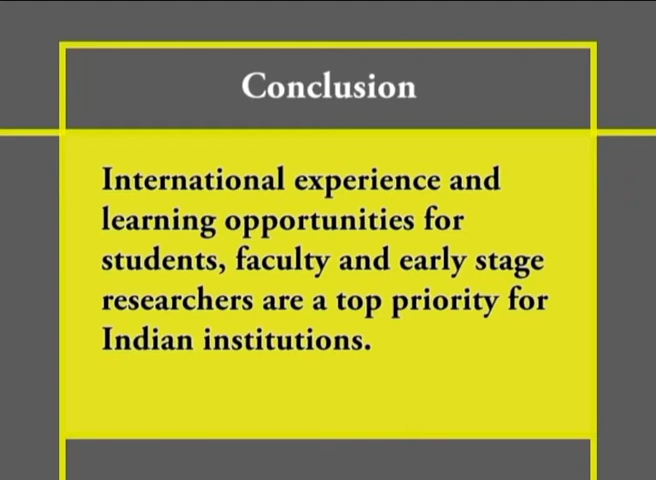 Conclusion
International experience and
learning opportunities for
students, faculty and early stage
researchers are a top priority for
Indian institutions.